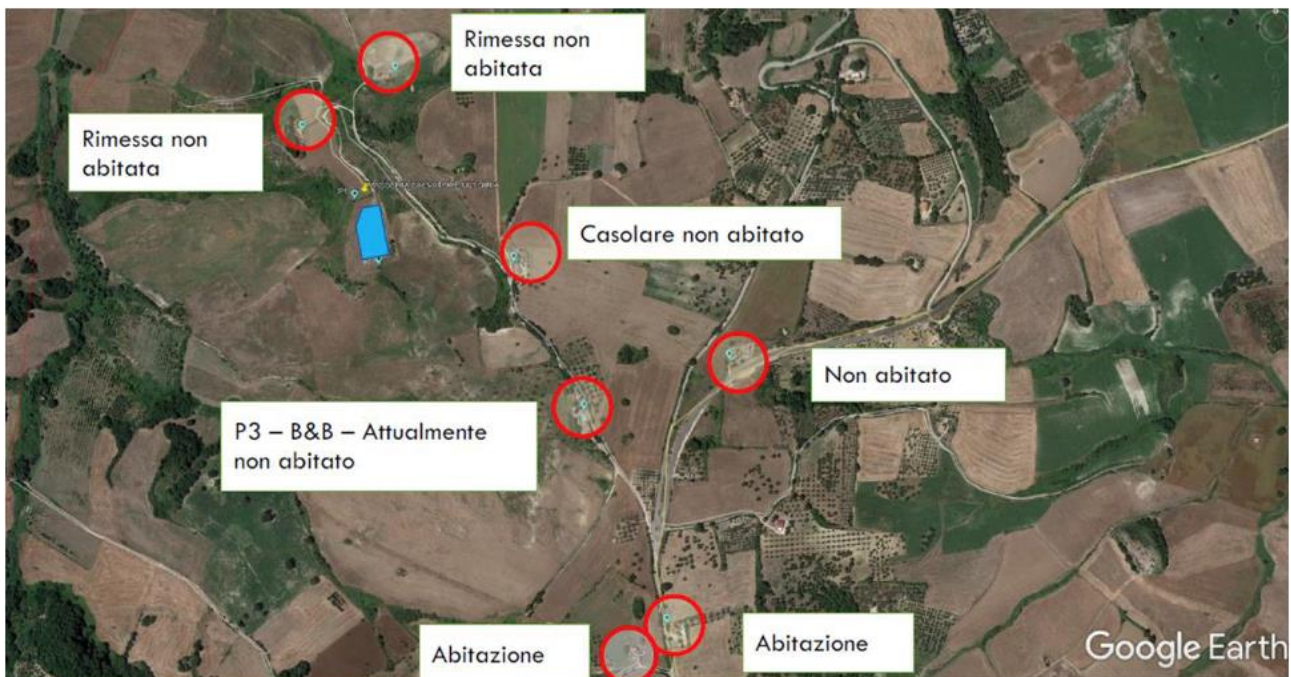 Rimessa non
abitata
Rimessa non
abitata
Casolare non abitato
Non abitato
P3 – B&B – Attualmente
non abitato
Abitazione
Abitazione
Google Earth